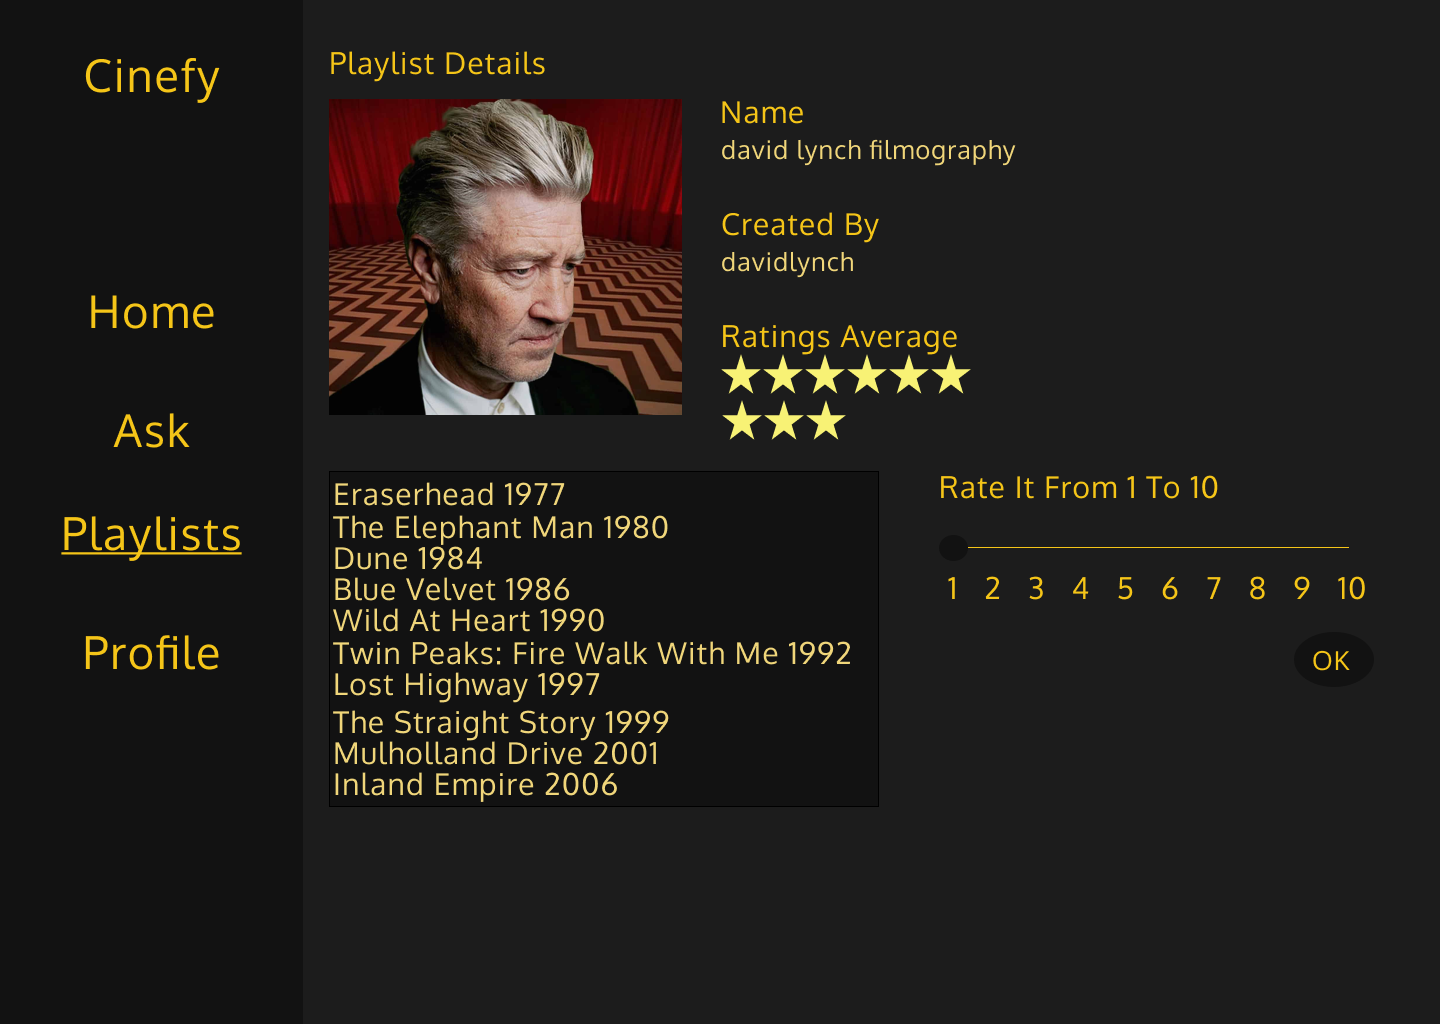 Cinefy
Home
Ask
Playlists
Profile
Playlist Details
Name
david lynch filmography
Created By
davidlynch
Ratings Average
Eraserhead 1977
The Elephant Man 1980
Dune 1984
Blue Velvet 1986
Wild At Heart 1990
Twin Peaks: Fire Walk With Me 1992
Lost Highway 1997
The Straight Story 1999
Mulholland Drive 2001
Inland Empire 2006
Rate It From 1 To 10
1 2 3 4 5 6 7 8 9 10
OK